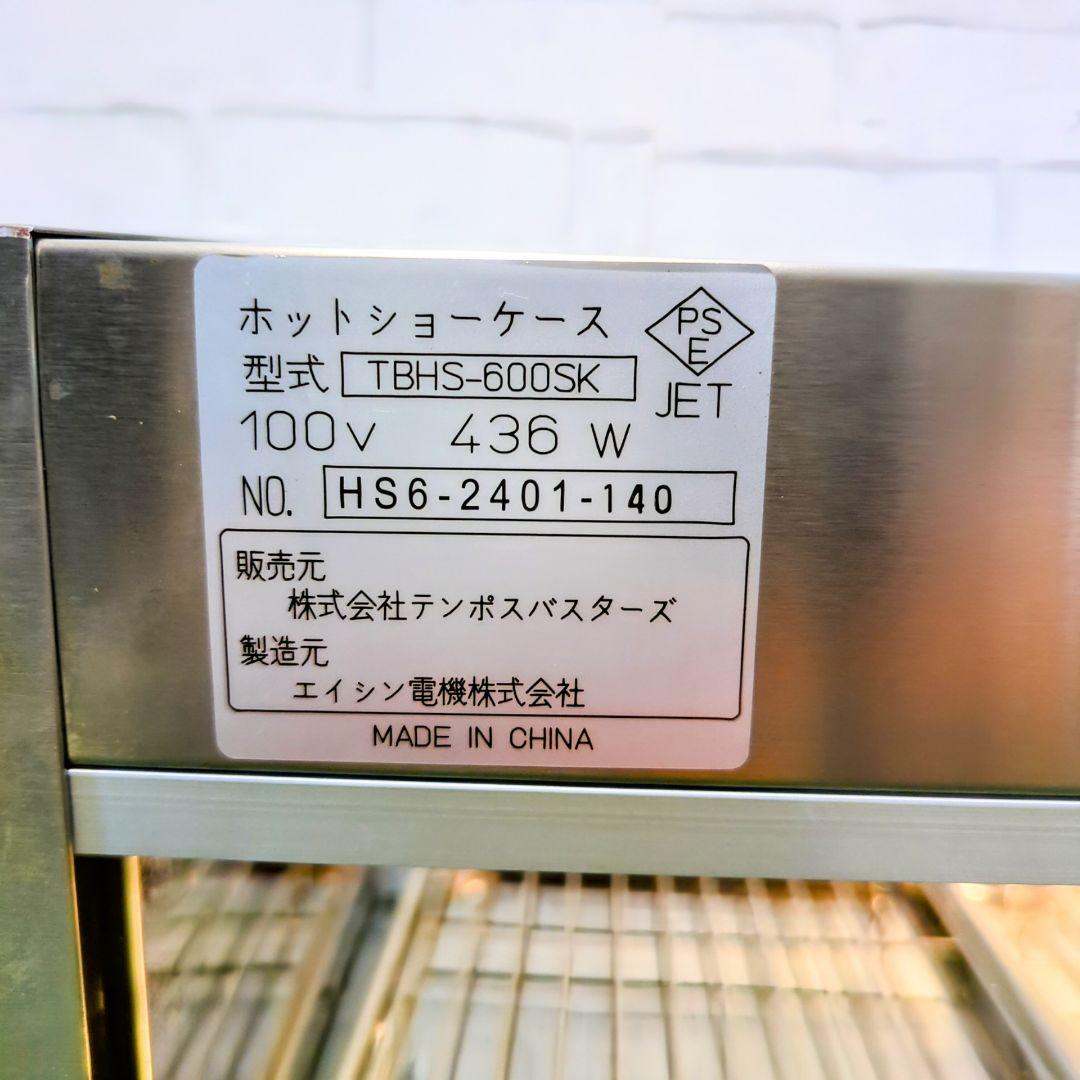 ホットショーケース
PS
E
JET
型式 TBHS-600SK
100V 436 W
NO. HS6-2401-140
販売元
株式会社テンポスバスターズ
製造元
エイシン電機株式会社
MADE IN CHINA